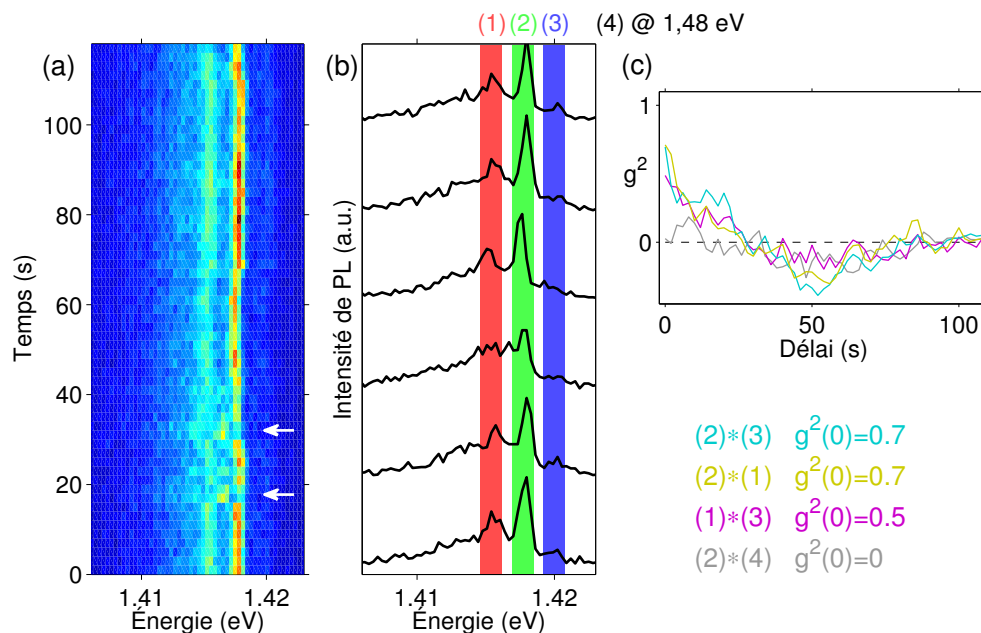 (1) (2) (3) (4) @ 1,48 eV
(a)
Temps (s)
100
80
60
40
20
0
1.41 1.42
Énergie (eV)
(b)
Intensité de PL (a.u.)
1.41 1.42
Énergie (eV)
(c)
1
g²
0
0 50 100
Délai (s)
(2)*(3) g²(0)=0.7
(2)*(1) g²(0)=0.7
(1)*(3) g²(0)=0.5
(2)*(4) g²(0)=0